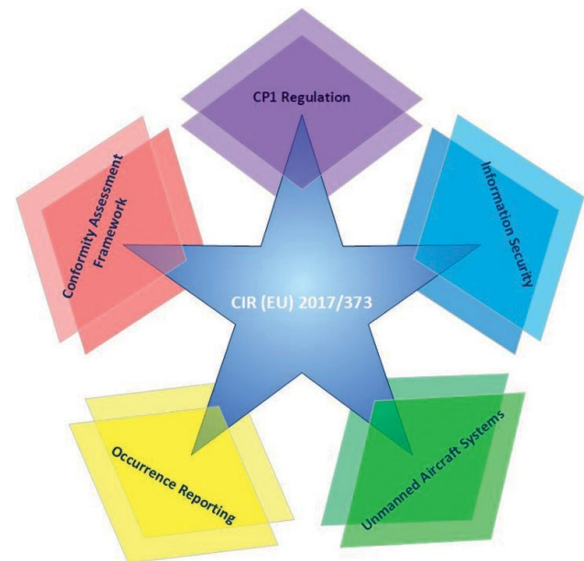 CP1 Regulation
Conformity Assessment
Framework
Information Security
CIR (EU) 2017/373
Occurrence Reporting
Unmanned Aircraft Systems